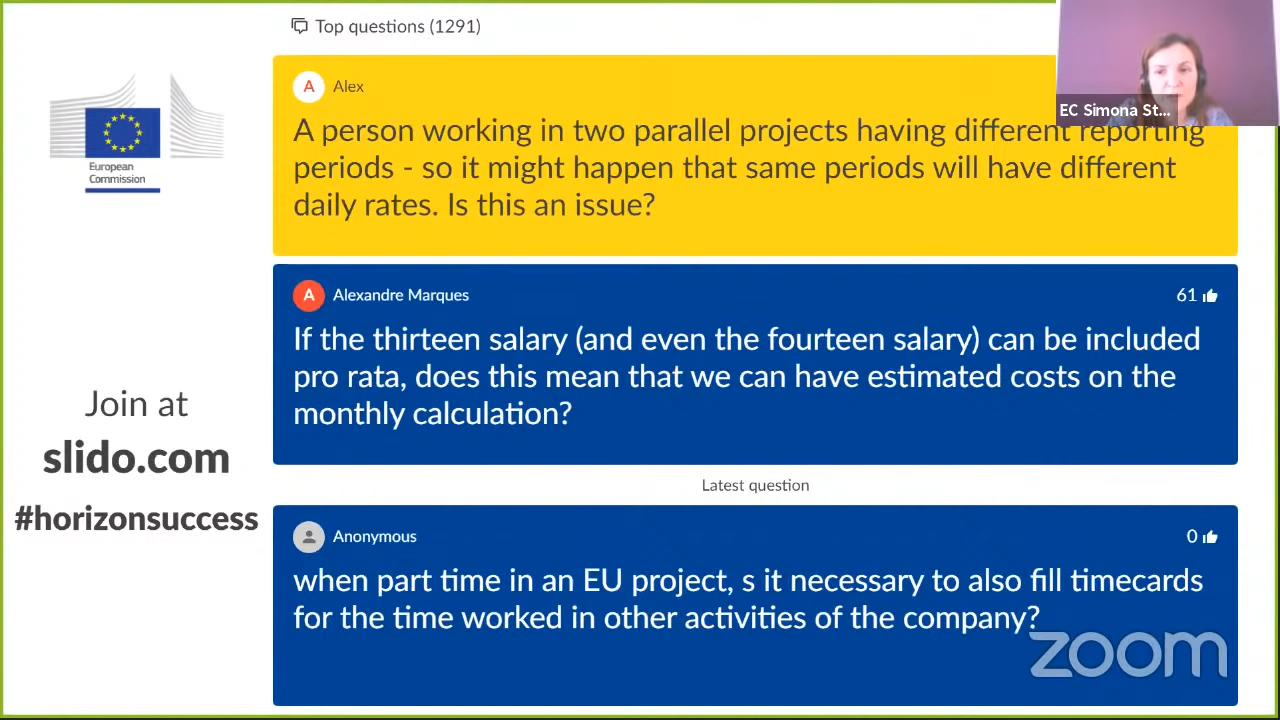 Top questions (1291)
A Alex
A person working in two parallel projects having different reporting
periods - so it might happen that same periods will have different
daily rates. Is this an issue?
EC Simona St...
European
Commission
A Alexandre Marques 61
If the thirteen salary (and even the fourteen salary) can be included
pro rata, does this mean that we can have estimated costs on the
monthly calculation?
Join at
slido.com
#horizonsuccess
Latest question
Anonymous 0
when part time in an EU project, s it necessary to also fill timecards
for the time worked in other activities of the company?
zoom